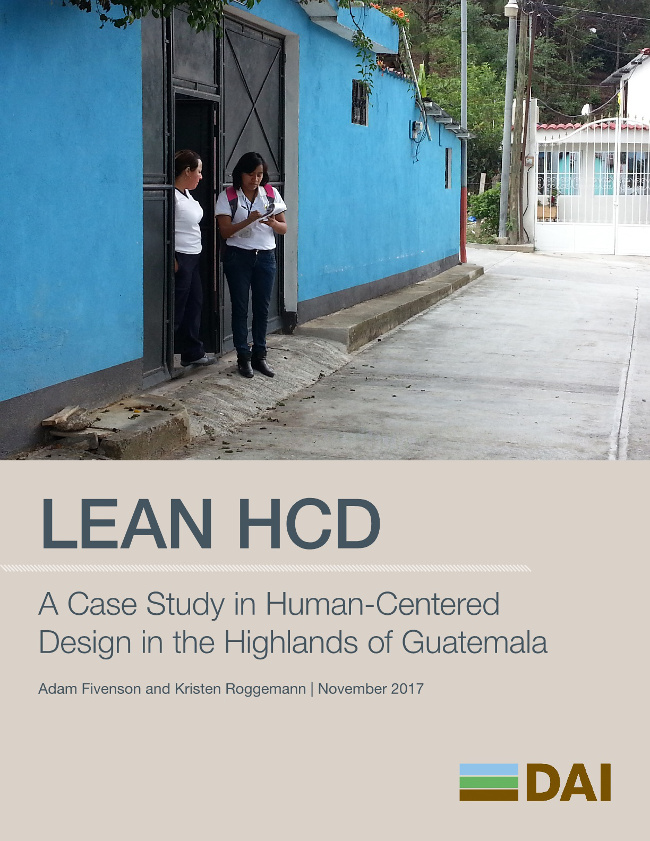 LEAN HCD
A Case Study in Human-Centered
Design in the Highlands of Guatemala
Adam Fivenson and Kristen Roggemann | November 2017
DAI